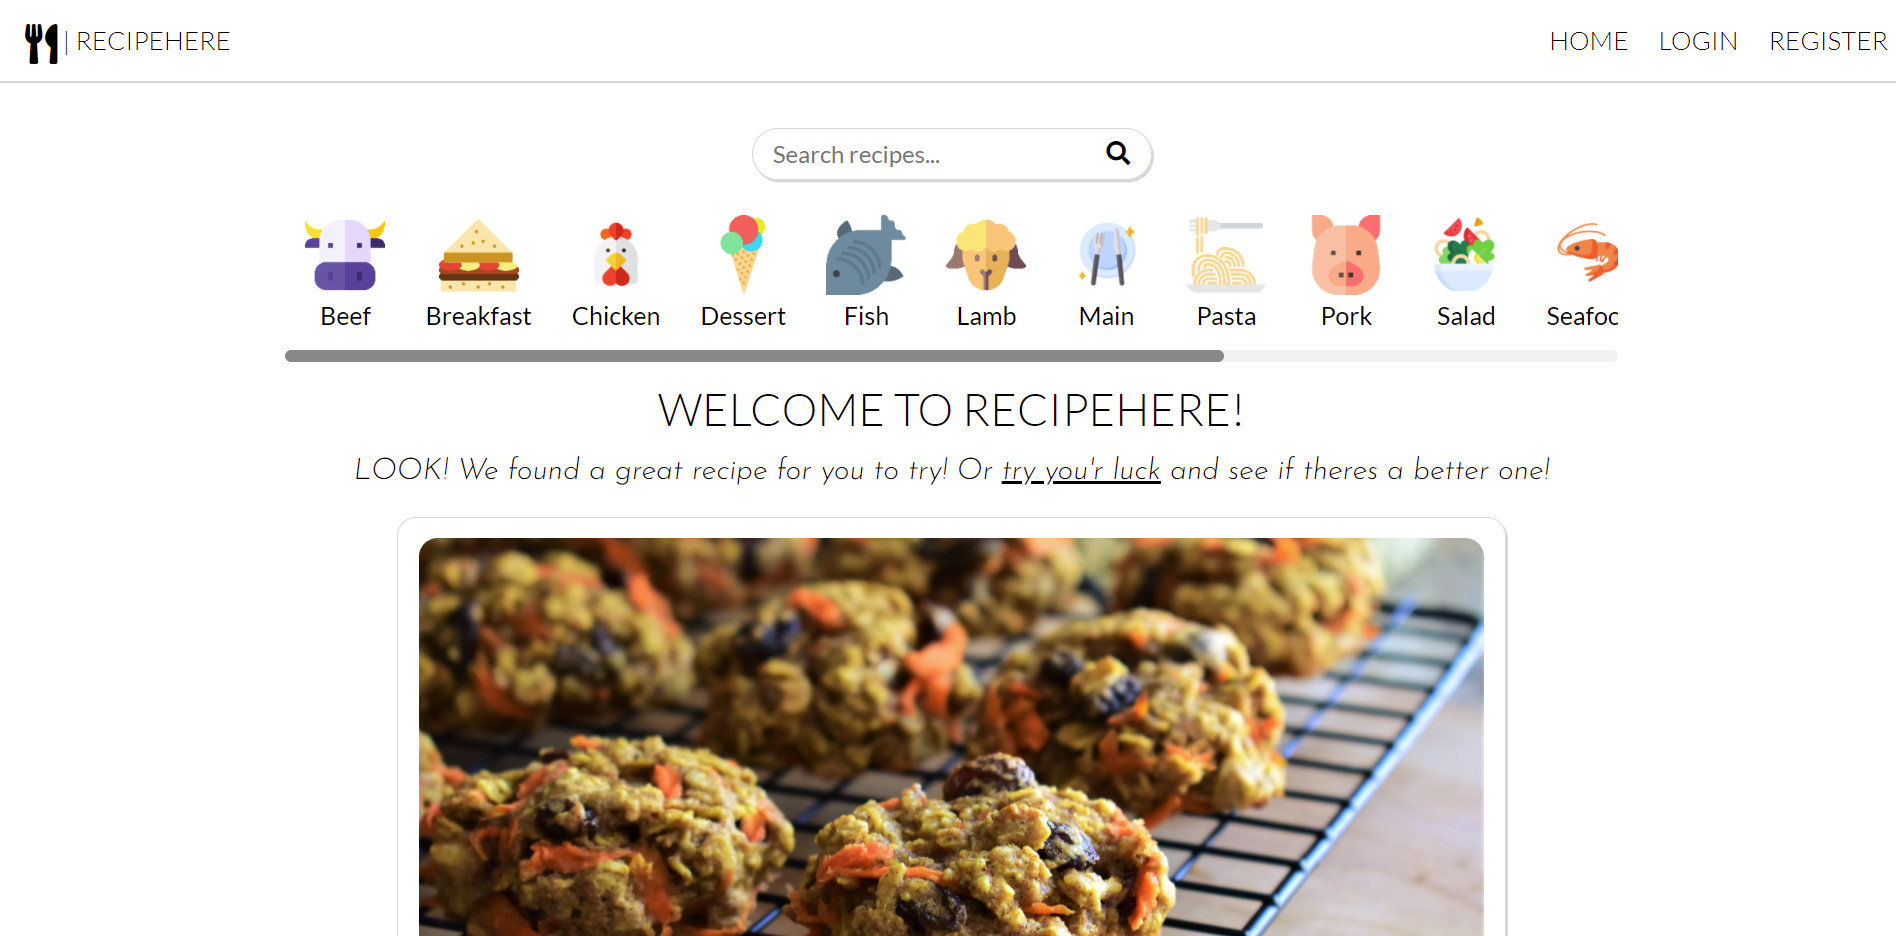 | RECIPEHERE
HOME LOGIN REGISTER
Search recipes...
Beef Breakfast Chicken Dessert Fish Lamb Main Pasta Pork Salad Seafoo
WELCOME TO RECIPEHERE!
LOOK! We found a great recipe for you to try! Or try you'r luck and see if theres a better one!